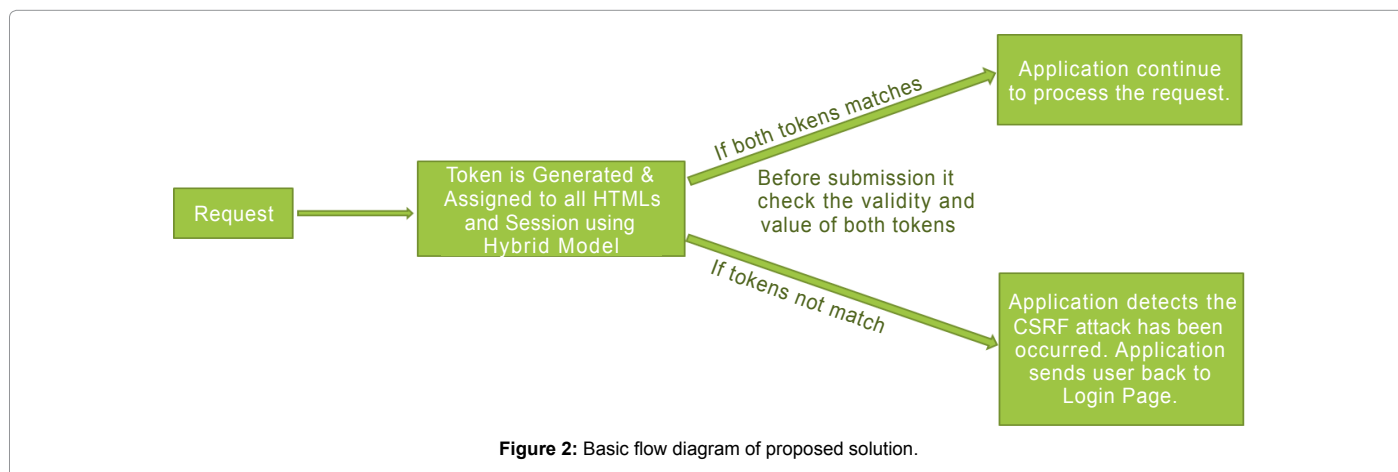 Request
Token is Generated &
Assigned to all HTMLs
and Session using
Hybrid Model
If both tokens matches
Before submission it
check the validity and
value of both tokens
If tokens not match
Application continue
to process the request.
Application detects the
CSRF attack has been
occurred. Application
sends user back to
Login Page.
Figure 2: Basic flow diagram of proposed solution.